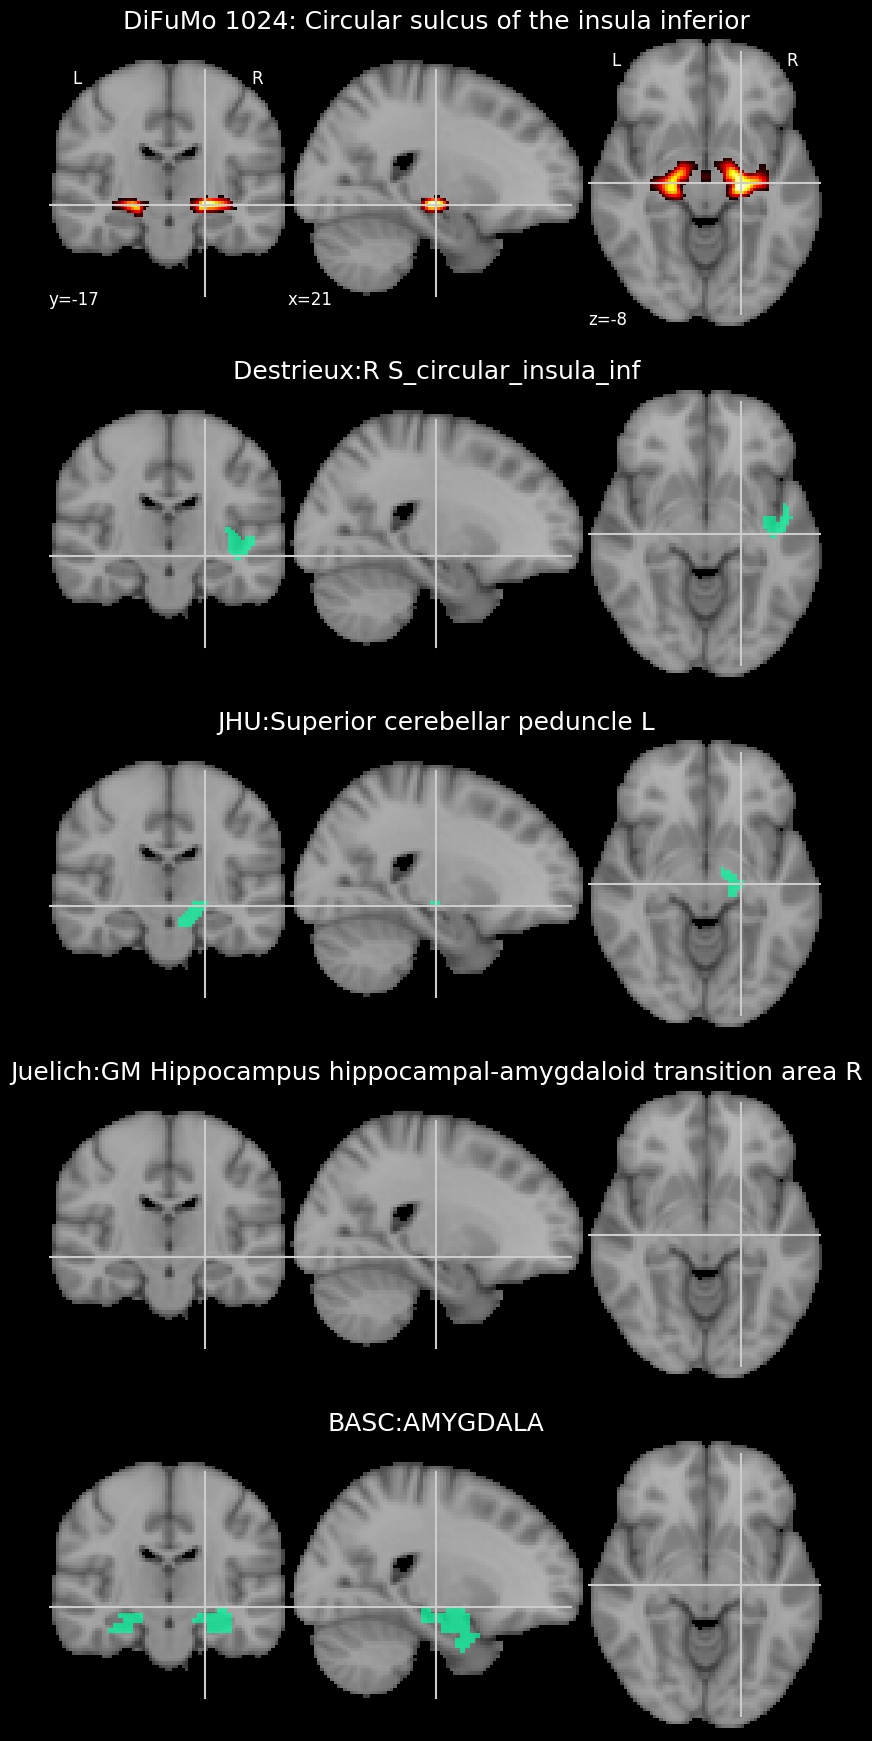 DiFuMo 1024: Circular sulcus of the insula inferior
L R L R
y=-17 x=21 z=-8
Destrieux:R S_circular_insula_inf
JHU:Superior cerebellar peduncle L
Juelich:GM Hippocampus hippocampal-amygdaloid transition area R
BASC:AMYGDALA